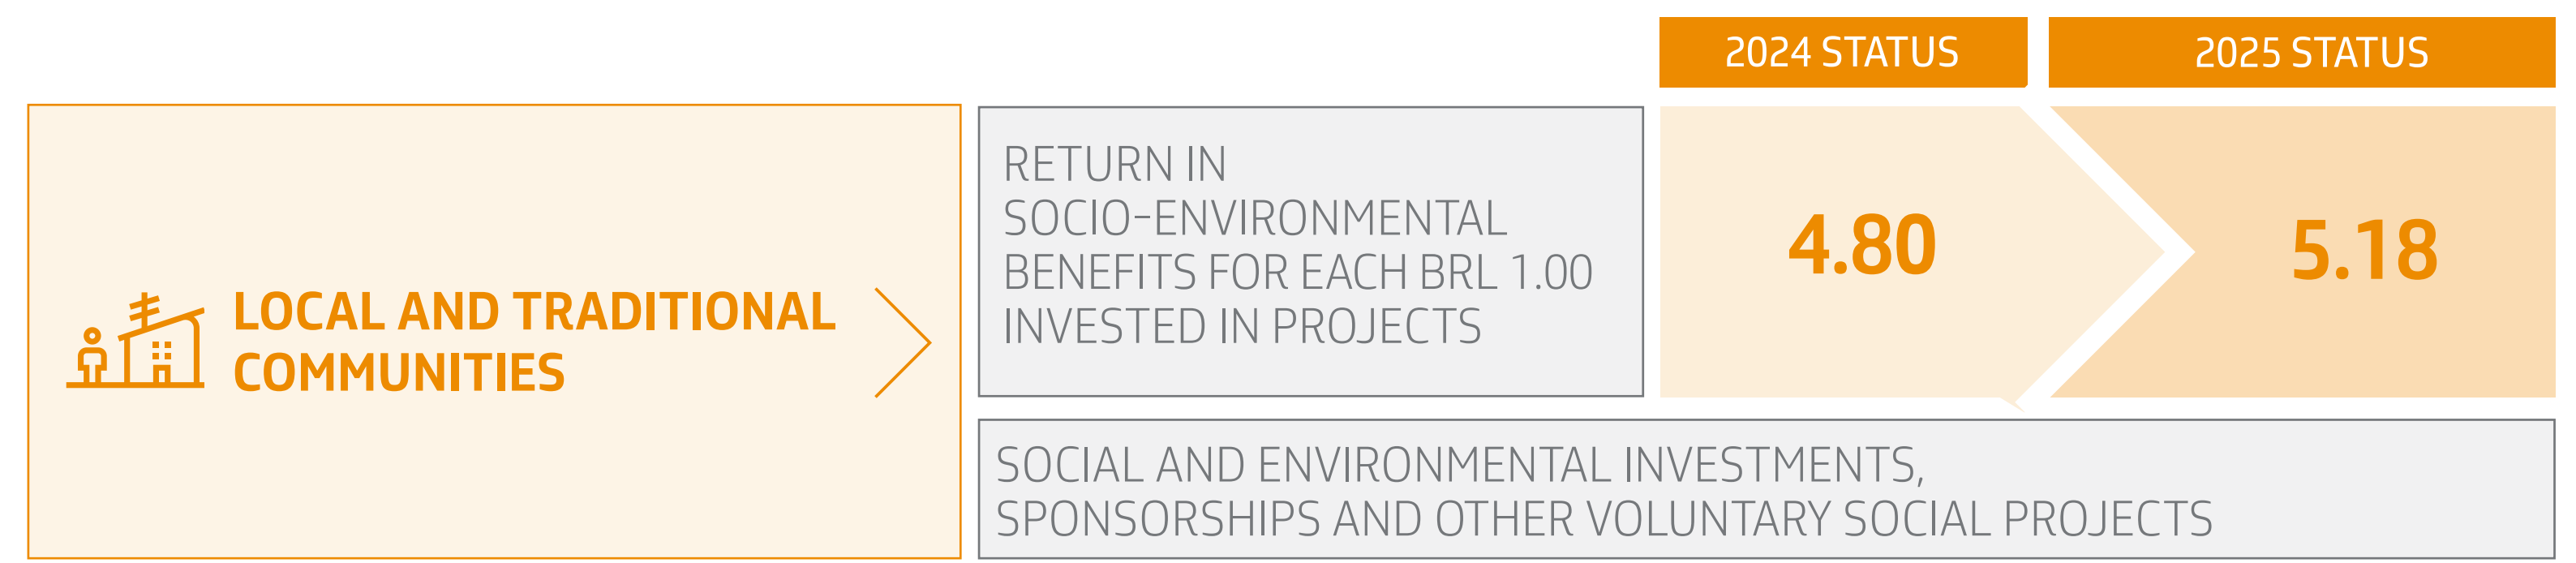 2024 STATUS
2025 STATUS
LOCAL AND TRADITIONAL
COMMUNITIES
RETURN IN
SOCIO-ENVIRONMENTAL
BENEFITS FOR EACH BRL 1.00
INVESTED IN PROJECTS
4.80
5.18
SOCIAL AND ENVIRONMENTAL INVESTMENTS,
SPONSORSHIPS AND OTHER VOLUNTARY SOCIAL PROJECTS